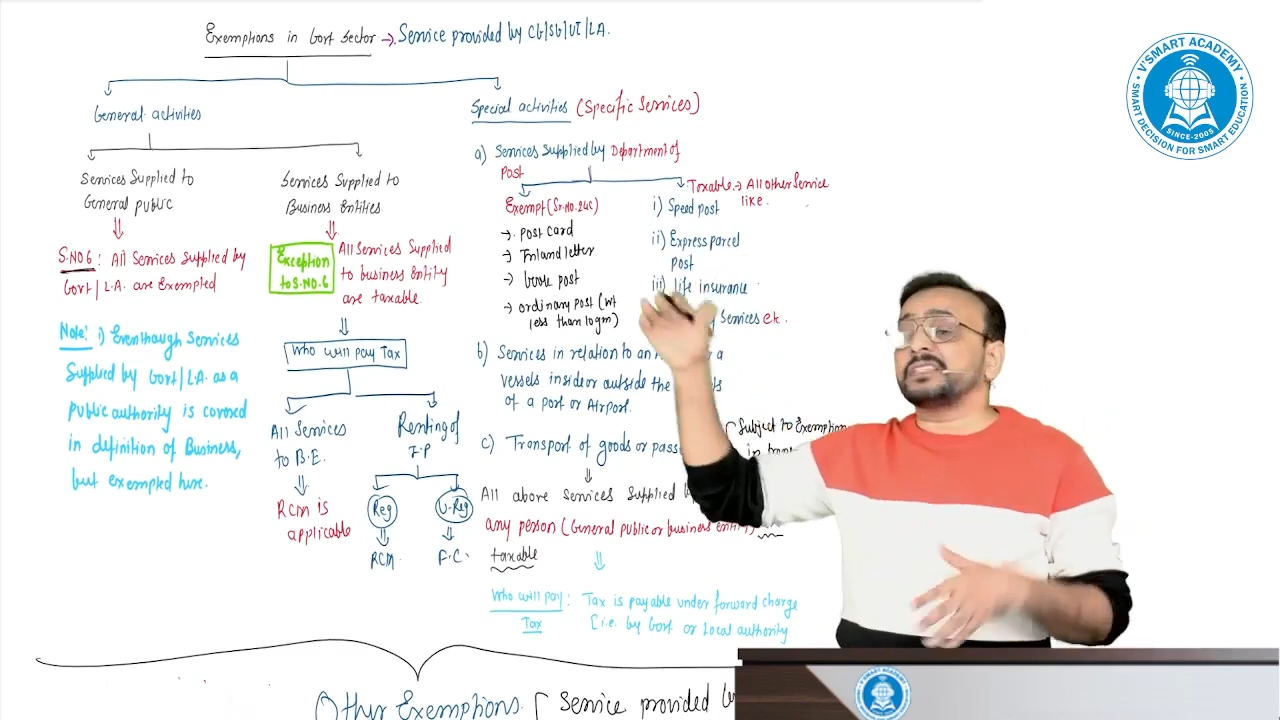 Exemptions in Govt Sector → Service provided by CG/SG/UT/LA.
General activities
Special activities (Specific Services)
Services Supplied to
General public
S.NO 6: All Services Supplied by
Govt/L.A. are Exempted
Note: 1) Eventhough Services
Supplied by Govt/L.A. as a
public authority is covered
in definition of Business,
but exempted here.
Services Supplied to
Business Entities
Exception
to S.NO.6
All Services Supplied
to business entity
are taxable.
Who will pay Tax
All Services
to B.E.
RCM is
applicable
Renting of
I.P
Reg
RCM
U-Reg
F.C.
a) Services Supplied by Department of
Post
Exempt (Sr.No.24C)
→ post card
→ Inland letter
→ book post
→ ordinary post (wt
less than 10gm)
Taxable → All other Service
like.
i) Speed post
ii) Express parcel
post
iii) life insurance
Services etc.
b) Services in relation to an a
vessels inside or outside the
of a port or Airport.
c) Transport of goods or pass
Subject to Exemption
in
All above Services Supplied
any person (General public or business entity)
taxable
Who will pay
Tax
: Tax is payable under forward charge
[i.e. by Govt or Local authority
Other Exemptions [ Service provided
V'SMART ACADEMY
SINCE-2005
SMART DECISION FOR SMART EDUCATION